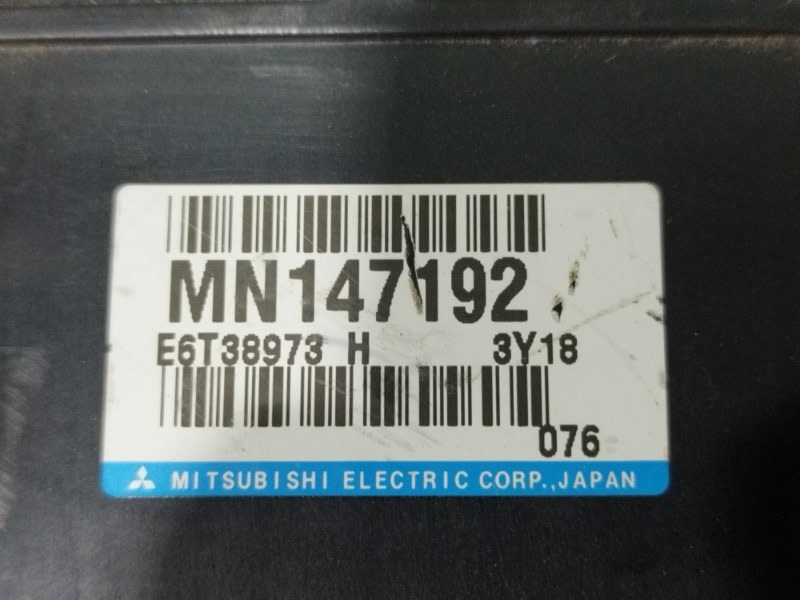 MN147192
E6T38973 H 3Y18
076
MITSUBISHI ELECTRIC CORP.,JAPAN